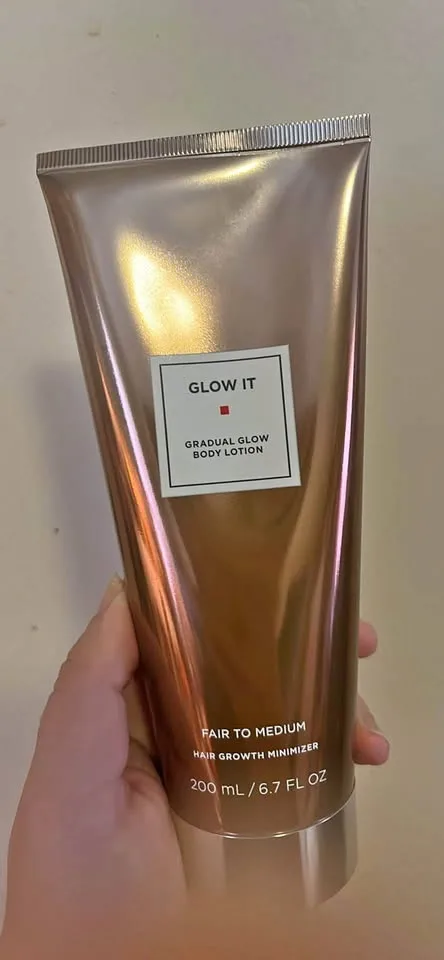 GLOW IT
GRADUAL GLOW
BODY LOTION
FAIR TO MEDIUM
HAIR GROWTH MINIMIZER
200 mL / 6.7 FL OZ